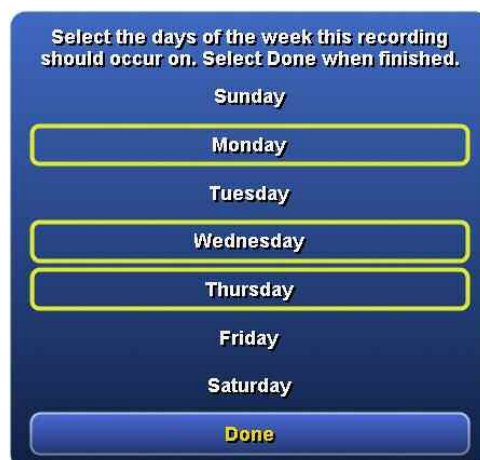 Select the days of the week this recording
should occur on. Select Done when finished.
Sunday
Monday
Tuesday
Wednesday
Thursday
Friday
Saturday
Done